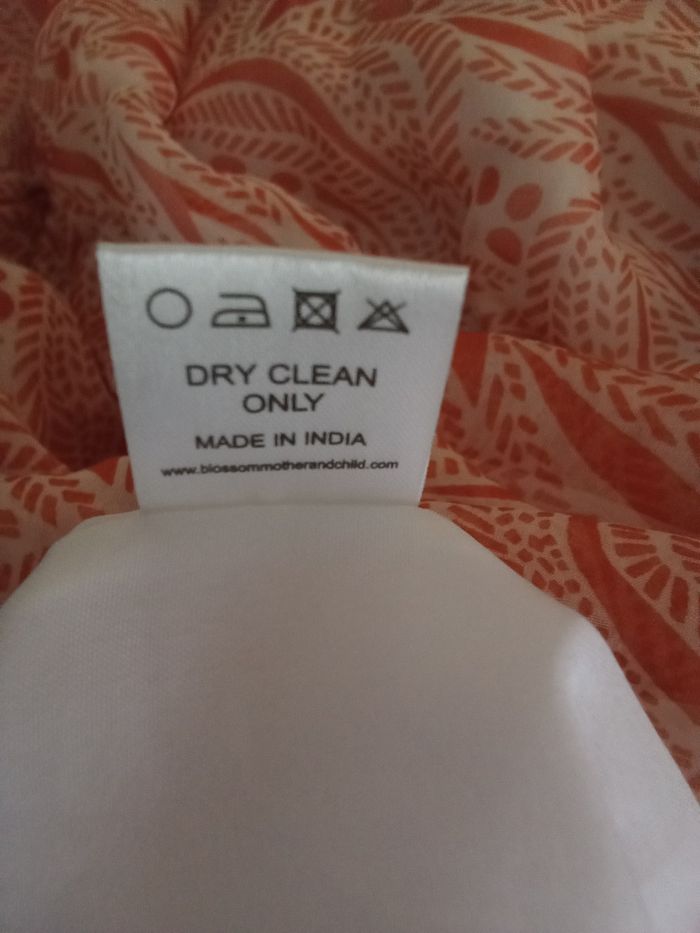 DRY CLEAN
ONLY
MADE IN INDIA
www.blossommotherandchild.com